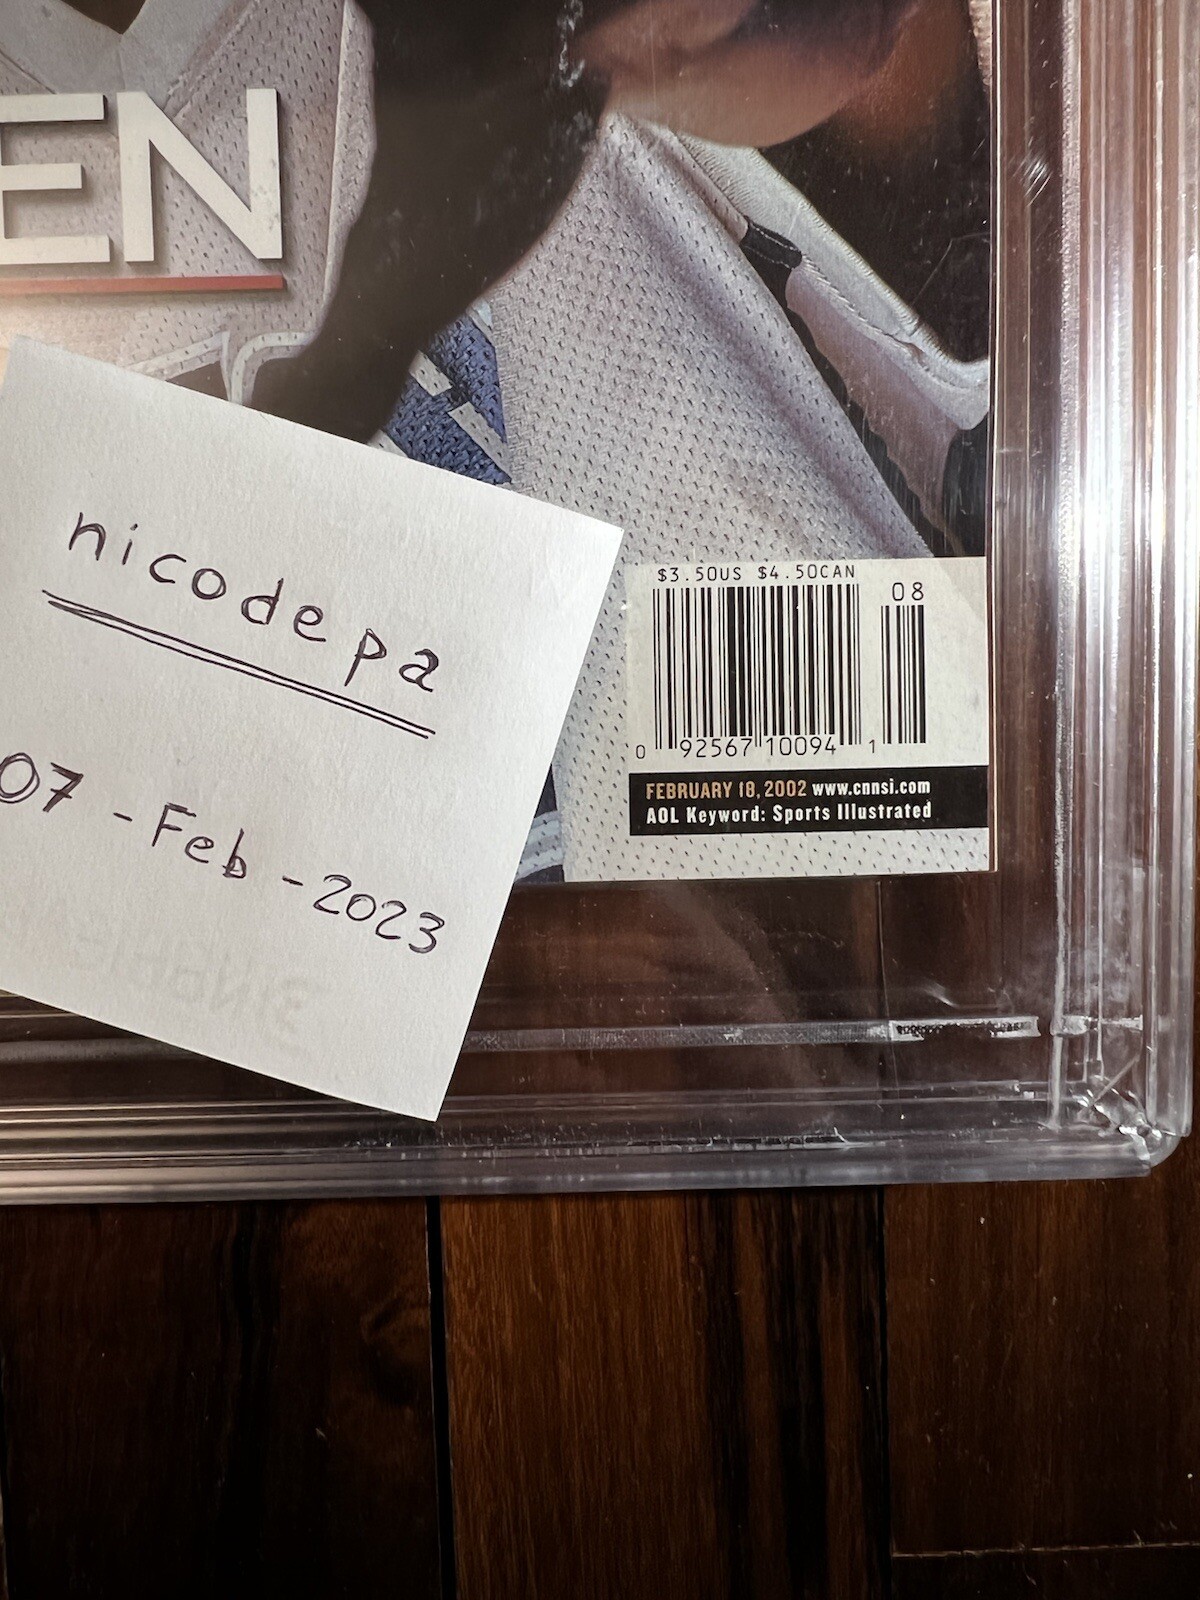 EN
nicodepa
07-Feb-2023
$3.50US $4.50CAN
08
0 92567 10094 1
FEBRUARY 18, 2002 www.cnnsi.com
AOL Keyword: Sports Illustrated